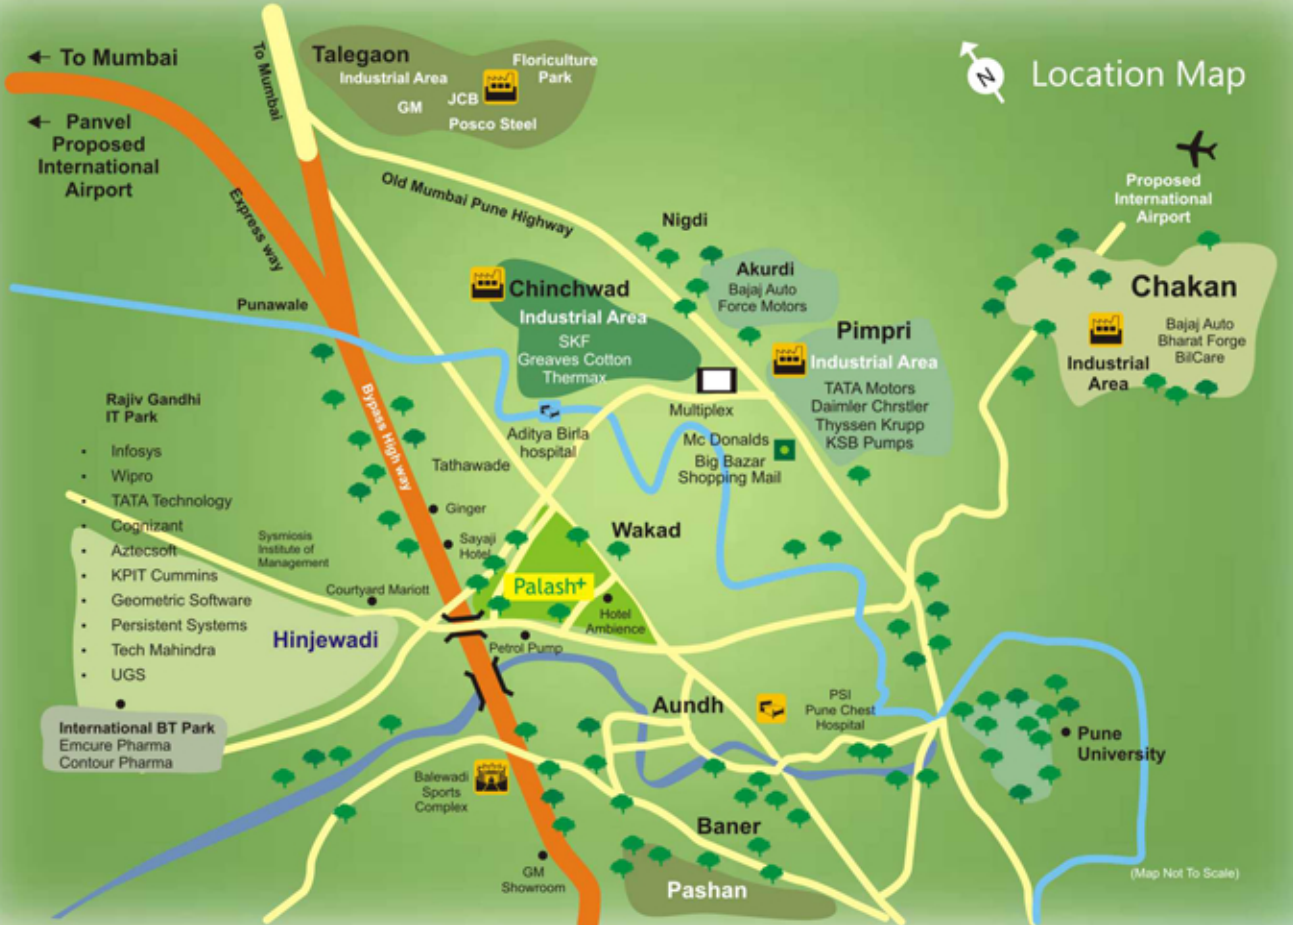 ← To Mumbai
← Panvel
Proposed
International
Airport
To Mumbai
Talegaon
Industrial Area
GM
JCB
Posco Steel
Floriculture
Park
N
Location Map
Proposed
International
Airport
Express way
Old Mumbai Pune Highway
Nigdi
Akurdi
Bajaj Auto
Force Motors
Chakan
Industrial
Area
Bajaj Auto
Bharat Forge
BilCare
Punawale
Chinchwad
Industrial Area
SKF
Greaves Cotton
Thermax
Pimpri
Industrial Area
TATA Motors
Daimler Chrstler
Thyssen Krupp
KSB Pumps
Multiplex
Mc Donalds
Big Bazar
Shopping Mail
Aditya Birla
hospital
Bypass High way
Tathawade
Rajiv Gandhi
IT Park
• Infosys
• Wipro
• TATA Technology
• Cognizant
• Aztecsoft
• KPIT Cummins
• Geometric Software
• Persistent Systems
• Tech Mahindra
• UGS
Ginger
Sayaji
Hotel
Sysmiosis
Institute of
Management
Courtyard Mariott
Hinjewadi
Wakad
Palash+
Hotel
Ambience
Petrol Pump
International BT Park
Emcure Pharma
Contour Pharma
Aundh
PSI
Pune Chest
Hospital
Pune
University
Balewadi
Sports
Complex
Baner
GM
Showroom
Pashan
(Map Not To Scale)